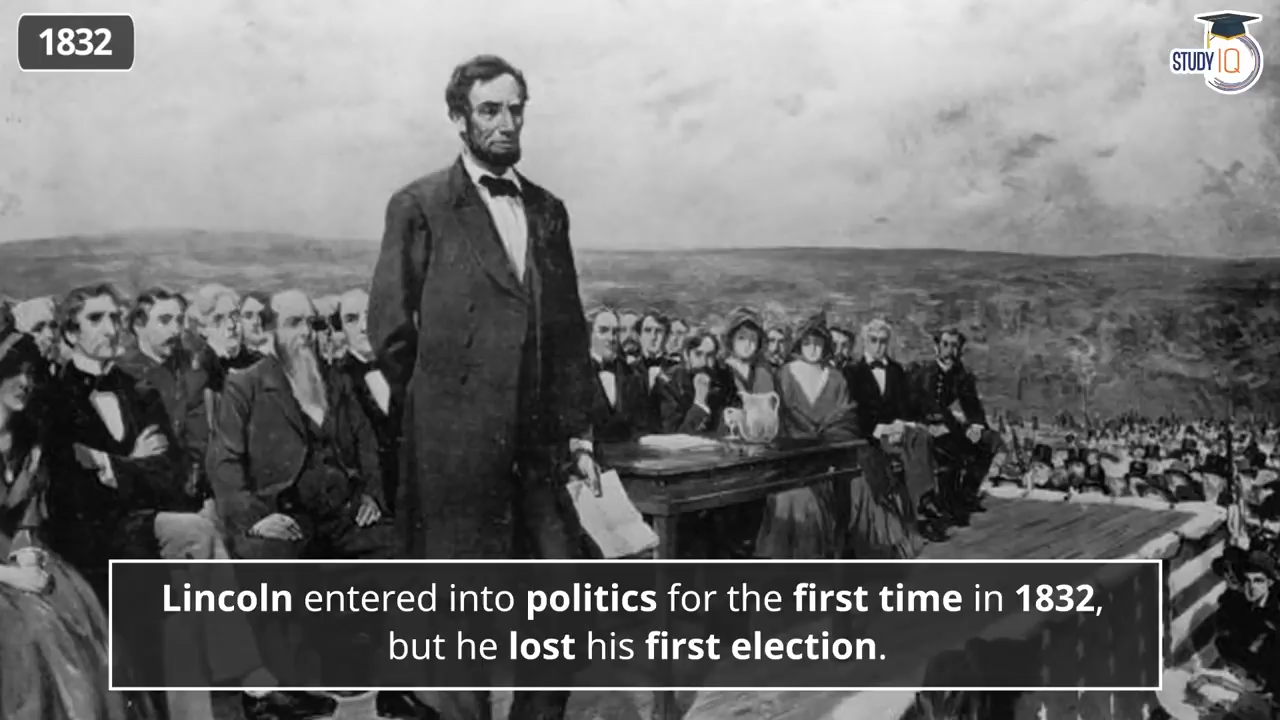 1832
STUDY IQ
Lincoln entered into politics for the first time in 1832,
but he lost his first election.